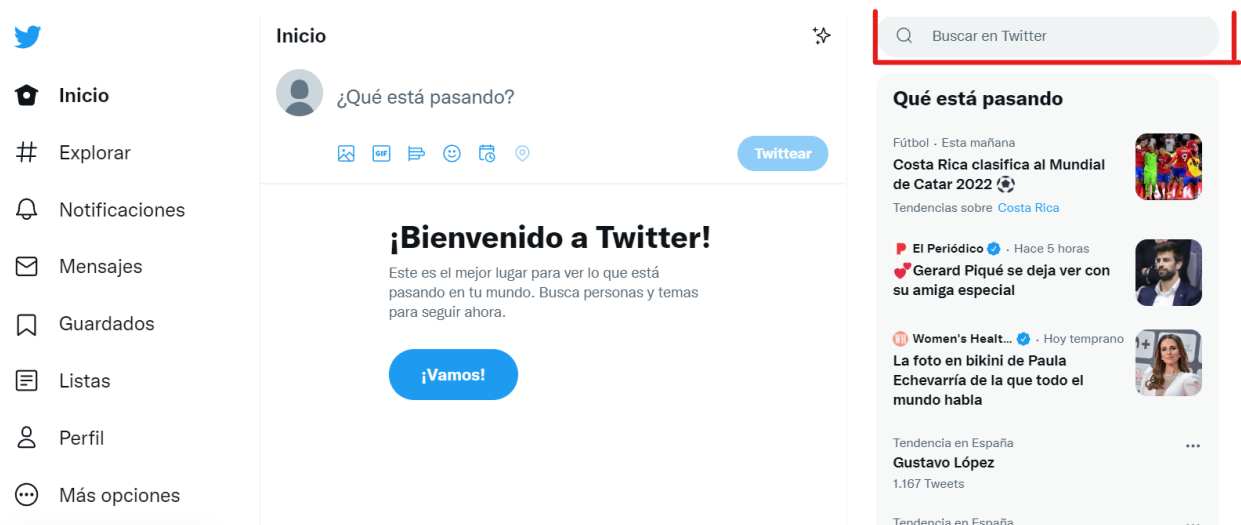 Inicio
Explorar
Notificaciones
Mensajes
Guardados
Listas
Perfil
Más opciones
Inicio
¿Qué está pasando?
GIF
Twittear
¡Bienvenido a Twitter!
Este es el mejor lugar para ver lo que está
pasando en tu mundo. Busca personas y temas
para seguir ahora.
¡Vamos!
Buscar en Twitter
Qué está pasando
Fútbol · Esta mañana
Costa Rica clasifica al Mundial
de Catar 2022 ⚽
Tendencias sobre Costa Rica
El Periódico · Hace 5 horas
💕Gerard Piqué se deja ver con
su amiga especial
Women's Healt... · Hoy temprano
La foto en bikini de Paula
Echevarría de la que todo el
mundo habla
Tendencia en España
Gustavo López
1.167 Tweets
Tendencia en España